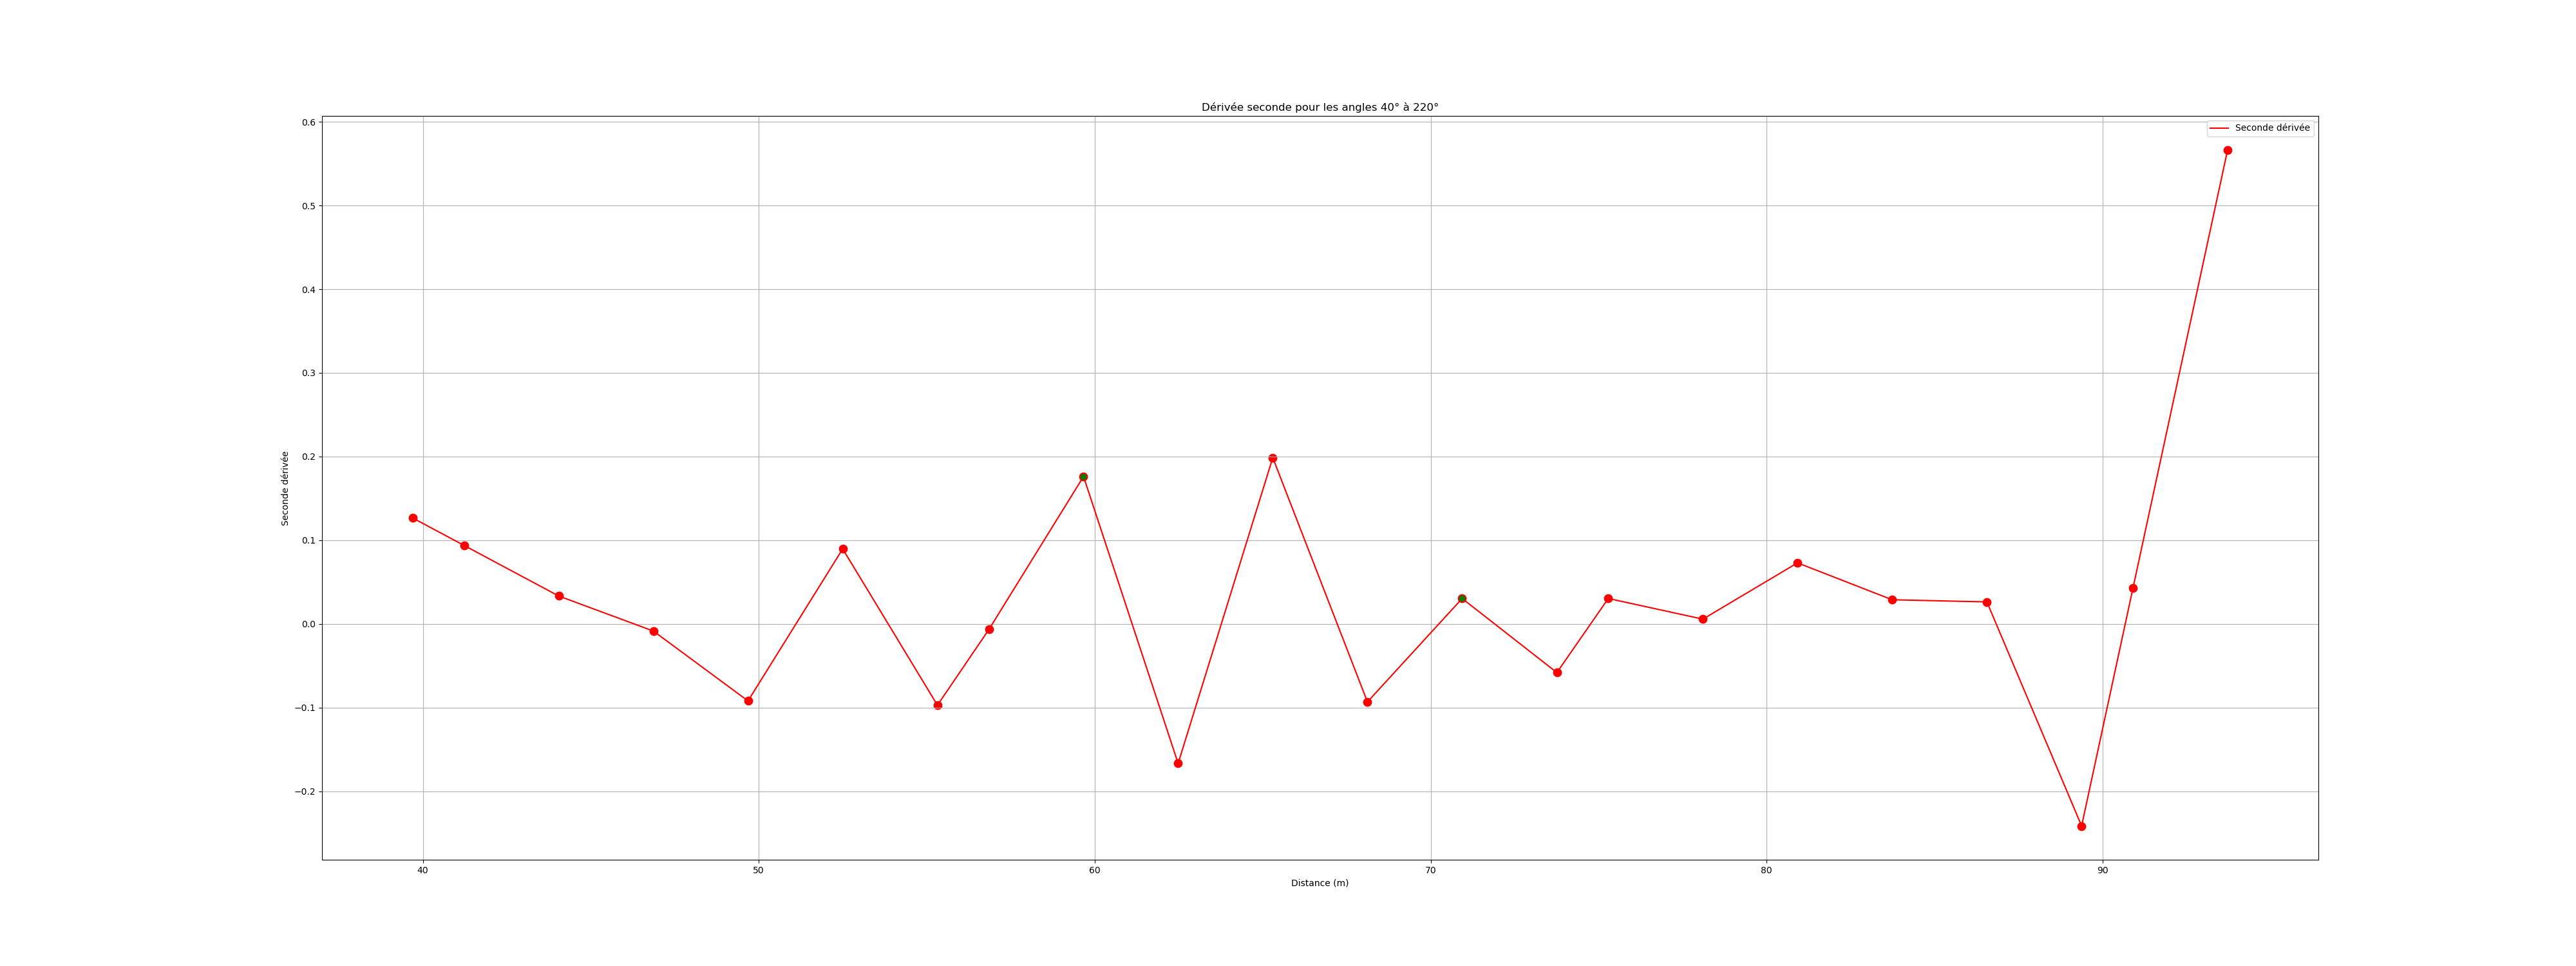 Dérivée seconde pour les angles 40° à 220°
Seconde dérivée
0.6
0.5
0.4
0.3
0.2
0.1
0.0
−0.1
−0.2
Seconde dérivée
40 50 60 70 80 90
Distance (m)